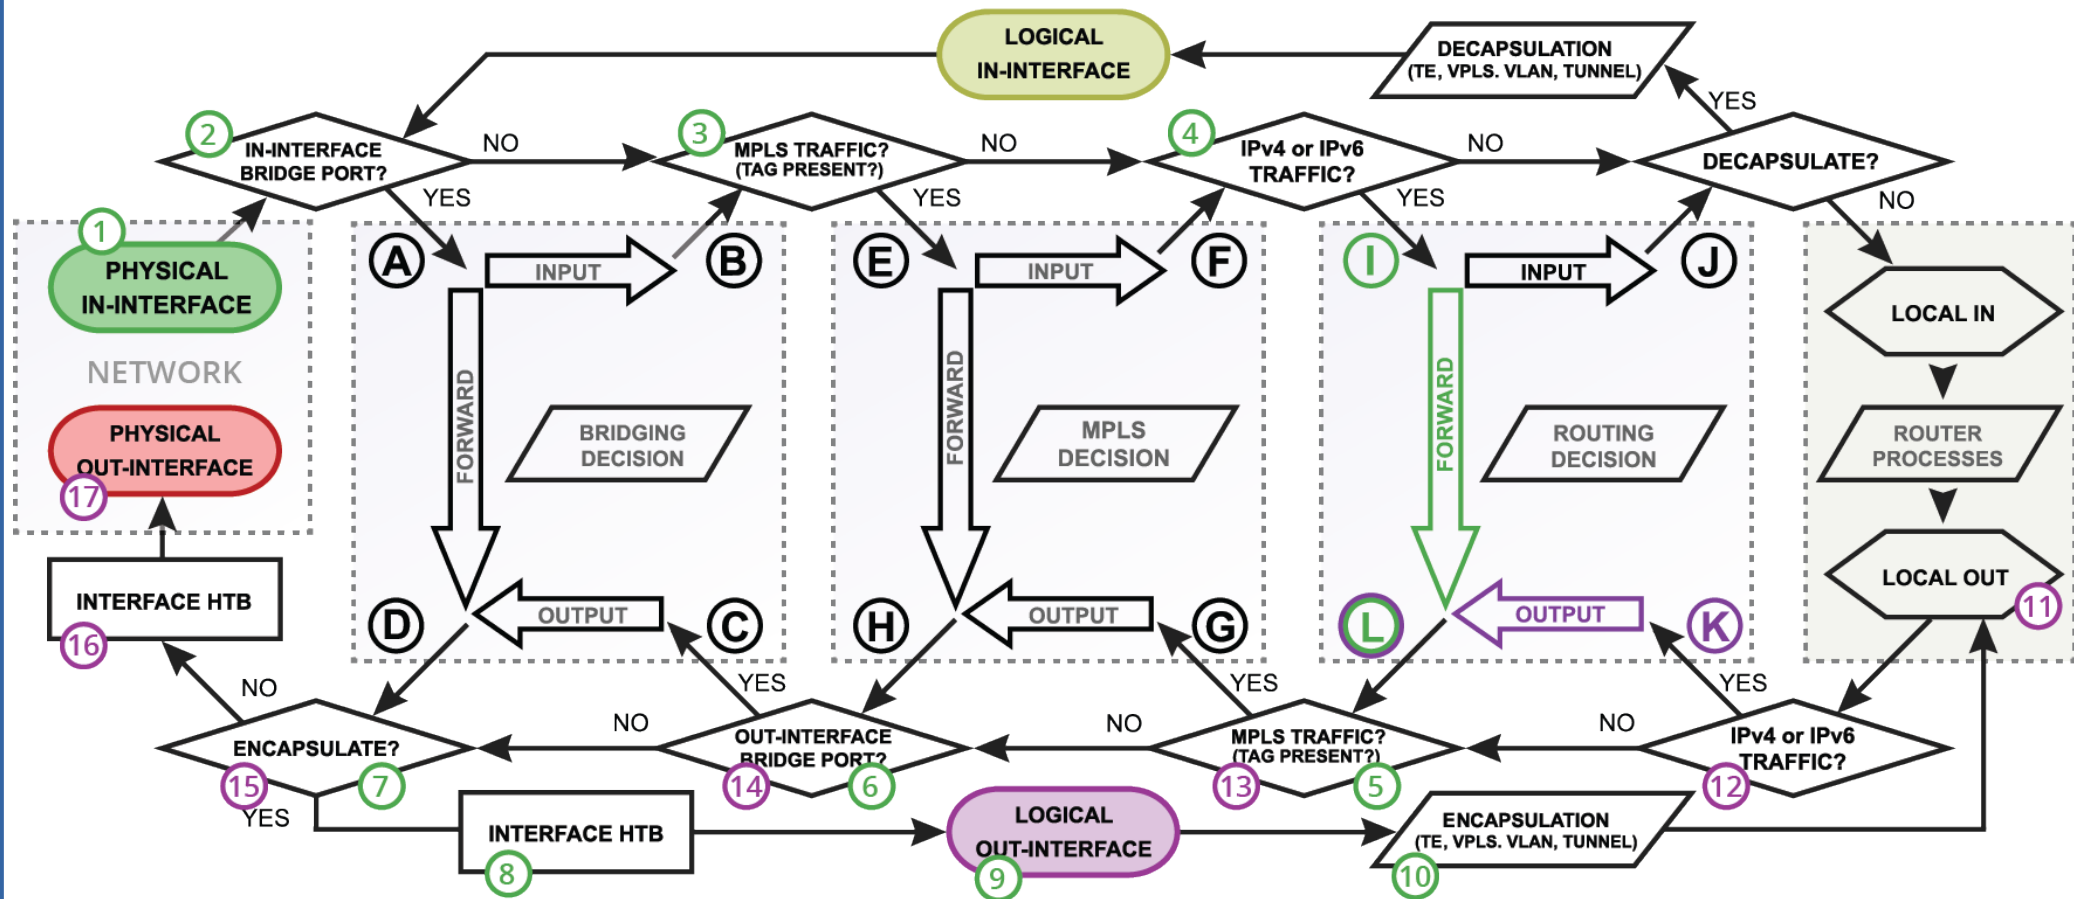 LOGICAL
IN-INTERFACE
DECAPSULATION
(TE, VPLS. VLAN, TUNNEL)
YES
2
IN-INTERFACE
BRIDGE PORT?
NO
3
MPLS TRAFFIC?
(TAG PRESENT?)
NO
4
IPv4 or IPv6
TRAFFIC?
NO
DECAPSULATE?
YES
YES
YES
NO
1
PHYSICAL
IN-INTERFACE
NETWORK
PHYSICAL
OUT-INTERFACE
17
A
INPUT
B
FORWARD
BRIDGING
DECISION
D
OUTPUT
C
E
INPUT
F
FORWARD
MPLS
DECISION
H
OUTPUT
G
I
INPUT
J
FORWARD
ROUTING
DECISION
L
OUTPUT
K
LOCAL IN
ROUTER
PROCESSES
LOCAL OUT
11
INTERFACE HTB
16
NO
YES
YES
YES
ENCAPSULATE?
15
7
YES
NO
OUT-INTERFACE
BRIDGE PORT?
14
6
NO
MPLS TRAFFIC?
(TAG PRESENT?)
13
5
NO
IPv4 or IPv6
TRAFFIC?
12
INTERFACE HTB
8
LOGICAL
OUT-INTERFACE
9
ENCAPSULATION
(TE, VPLS. VLAN, TUNNEL)
10